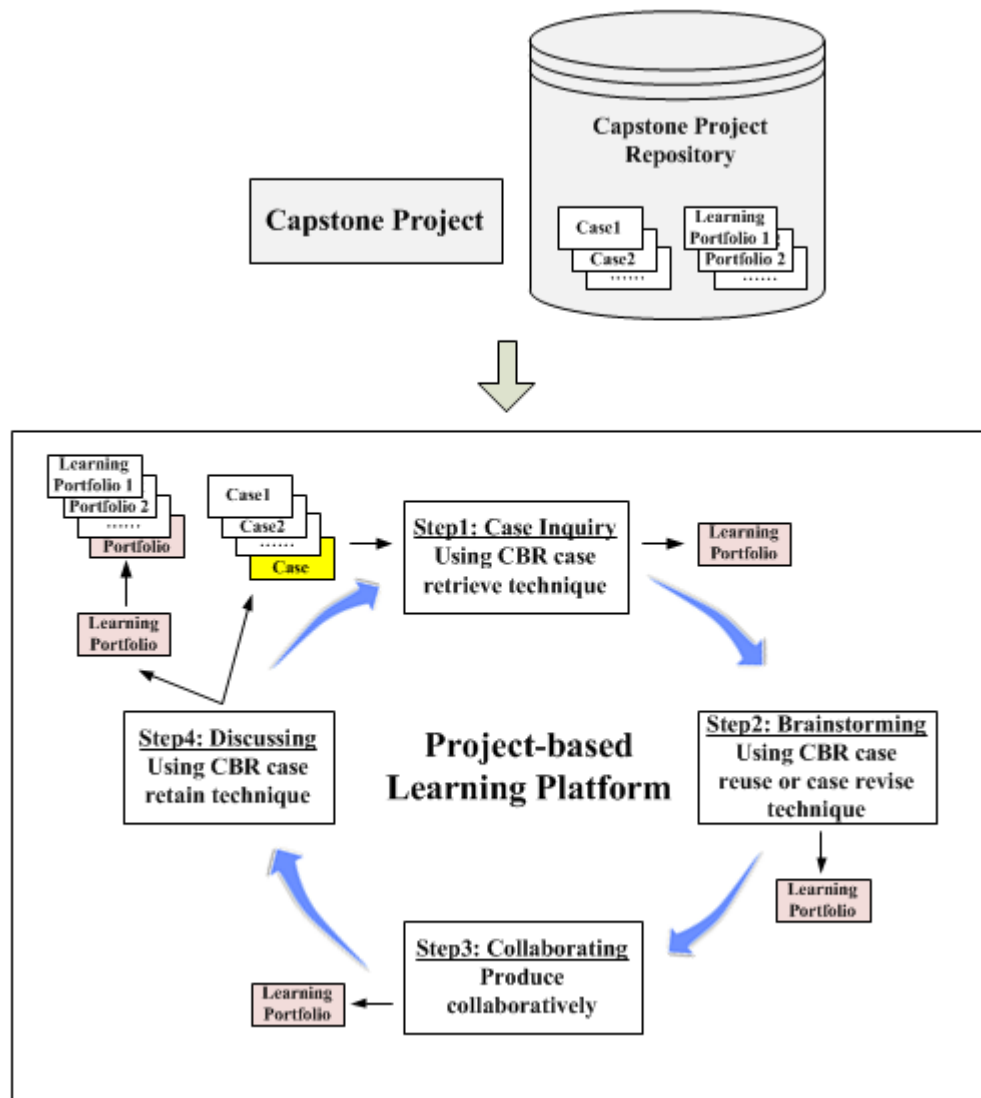 Capstone Project
Repository
Capstone Project
Case1
Case2
......
Learning
Portfolio 1
Portfolio 2
......
Learning
Portfolio 1
Portfolio 2
......
Portfolio
Case1
Case2
......
Case
Step1: Case Inquiry
Using CBR case
retrieve technique
Learning
Portfolio
Learning
Portfolio
Step4: Discussing
Using CBR case
retain technique
Project-based
Learning Platform
Step2: Brainstorming
Using CBR case
reuse or case revise
technique
Learning
Portfolio
Step3: Collaborating
Produce
collaboratively
Learning
Portfolio